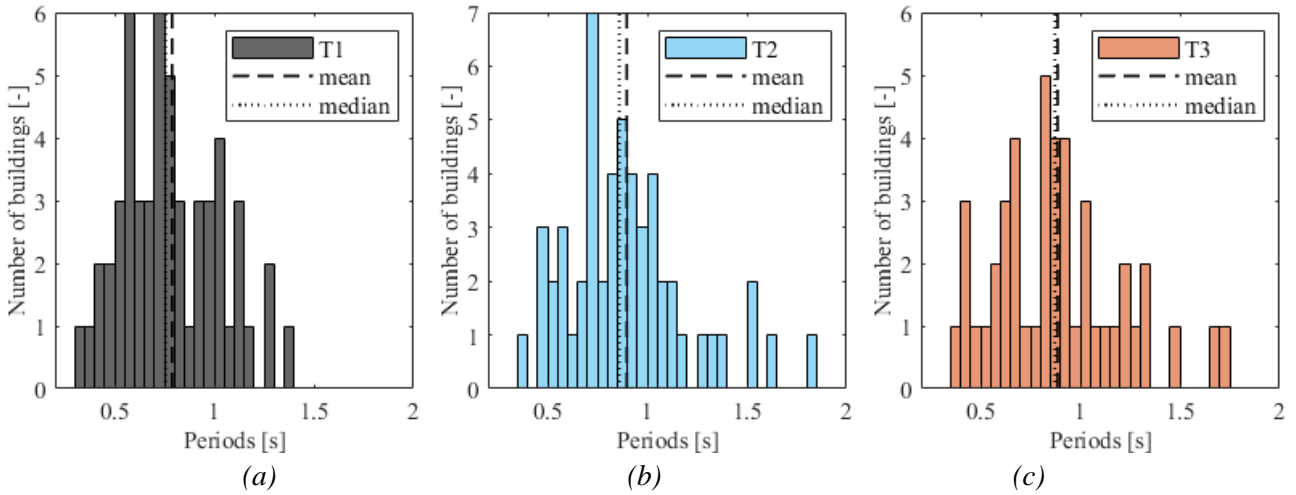 6
5
4
3
2
1
0
Number of buildings [-]
0.5 1 1.5 2
Periods [s]
T1
mean
median
(a)
7
6
5
4
3
2
1
0
Number of buildings [-]
0.5 1 1.5 2
Periods [s]
T2
mean
median
(b)
6
5
4
3
2
1
0
Number of buildings [-]
0.5 1 1.5 2
Periods [s]
T3
mean
median
(c)